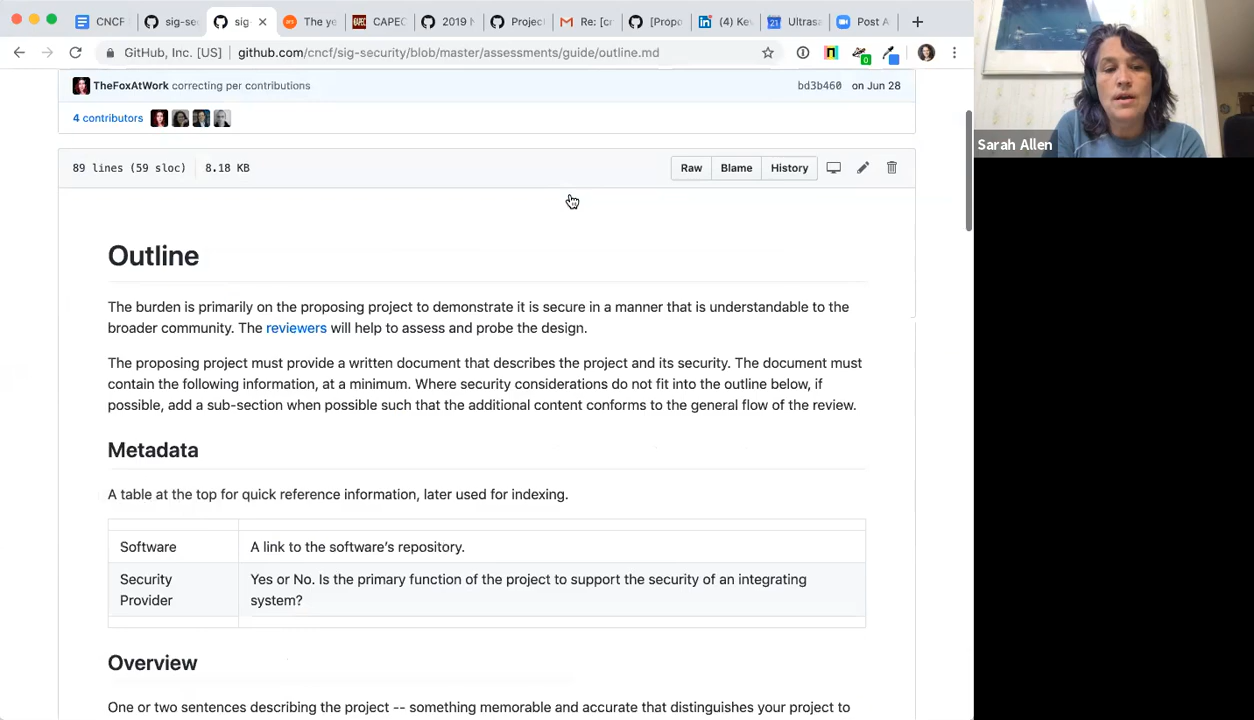 CNCF
sig-se
sig
The ye
CAPEC
2019 N
Project
Re: [cn
[Propo
(4) Ke
Ultrasa
Post A
GitHub, Inc. [US]
github.com/cncf/sig-security/blob/master/assessments/guide/outline.md
TheFoxAtWork correcting per contributions
bd3b460 on Jun 28
4 contributors
89 lines (59 sloc) 8.18 KB
Raw Blame History
Outline
The burden is primarily on the proposing project to demonstrate it is secure in a manner that is understandable to the
broader community. The reviewers will help to assess and probe the design.
The proposing project must provide a written document that describes the project and its security. The document must
contain the following information, at a minimum. Where security considerations do not fit into the outline below, if
possible, add a sub-section when possible such that the additional content conforms to the general flow of the review.
Metadata
A table at the top for quick reference information, later used for indexing.
Software
A link to the software's repository.
Security
Provider
Yes or No. Is the primary function of the project to support the security of an integrating
system?
Overview
One or two sentences describing the project -- something memorable and accurate that distinguishes your project to
Sarah Allen